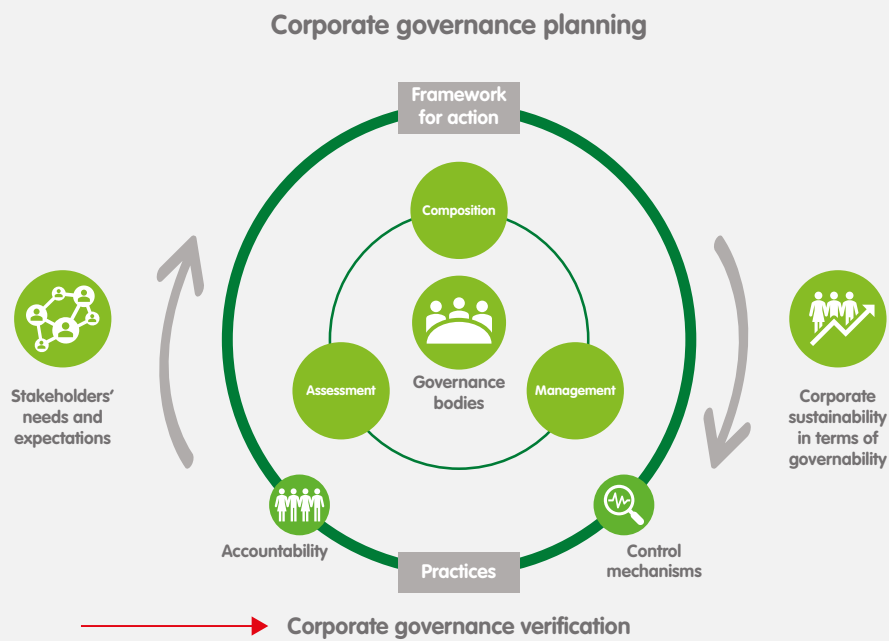 Corporate governance planning
Framework
for action
Composition
Assessment
Governance
bodies
Management
Stakeholders’
needs and
expectations
Corporate
sustainability
in terms of
governability
Accountability
Control
mechanisms
Practices
Corporate governance verification